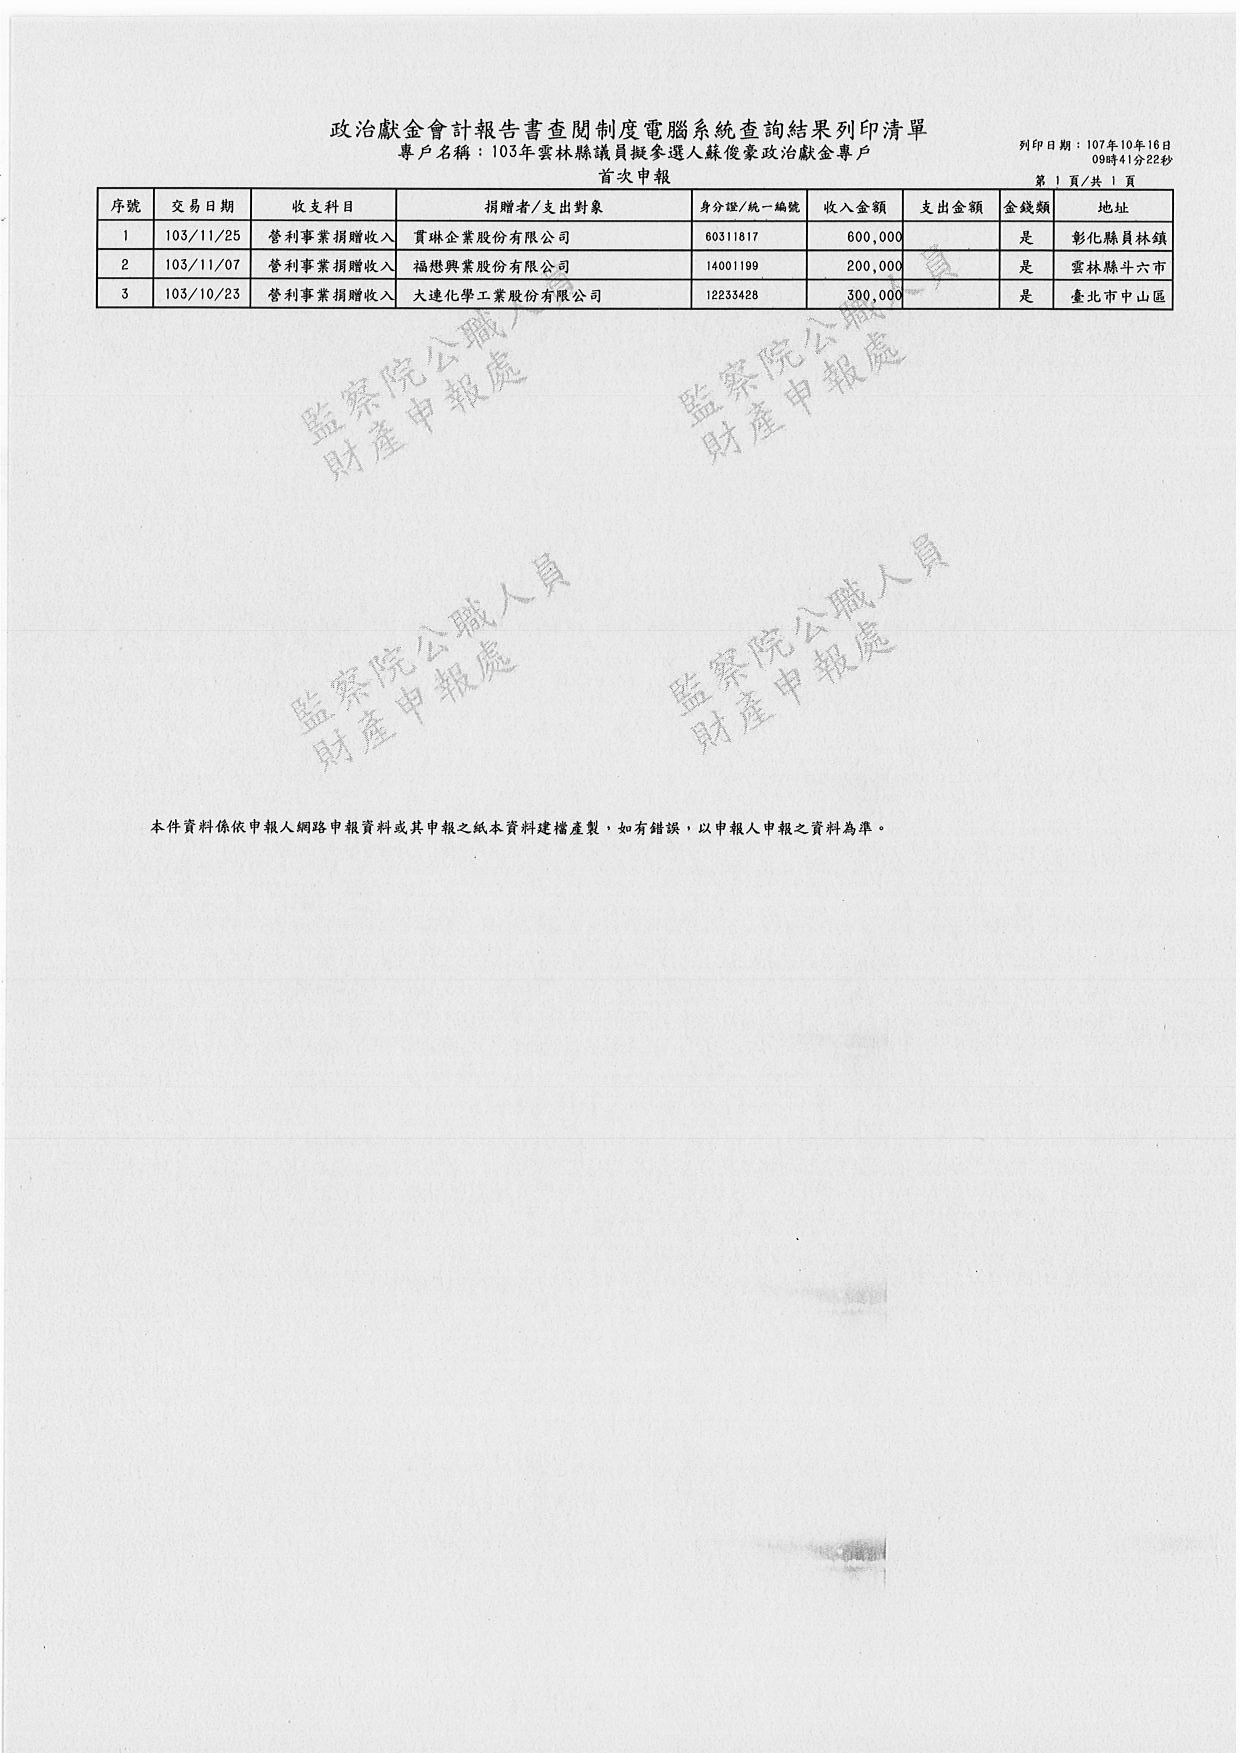 政治獻金會計報告書查閱制度電腦系統查詢結果列印清單
專戶名稱：103年雲林縣議員擬參選人蘇俊豪政治獻金專戶
列印日期：107年10月16日
09時41分22秒
首次申報
第 1 頁/共 1 頁
序號 交易日期 收支科目 捐贈者/支出對象 身分證/統一編號 收入金額 支出金額 金錢類 地址
1 103/11/25 營利事業捐贈收入 貫琳企業股份有限公司 60311817 600,000 是 彰化縣員林鎮
2 103/11/07 營利事業捐贈收入 福懋興業股份有限公司 14001199 200,000 是 雲林縣斗六市
3 103/10/23 營利事業捐贈收入 大連化學工業股份有限公司 12233428 300,000 是 臺北市中山區
監察院公職人員
財產申報處
監察院公職人員
財產申報處
監察院公職人員
財產申報處
監察院公職人員
財產申報處
本件資料係依申報人網路申報資料或其申報之紙本資料建檔產製，如有錯誤，以申報人申報之資料為準。